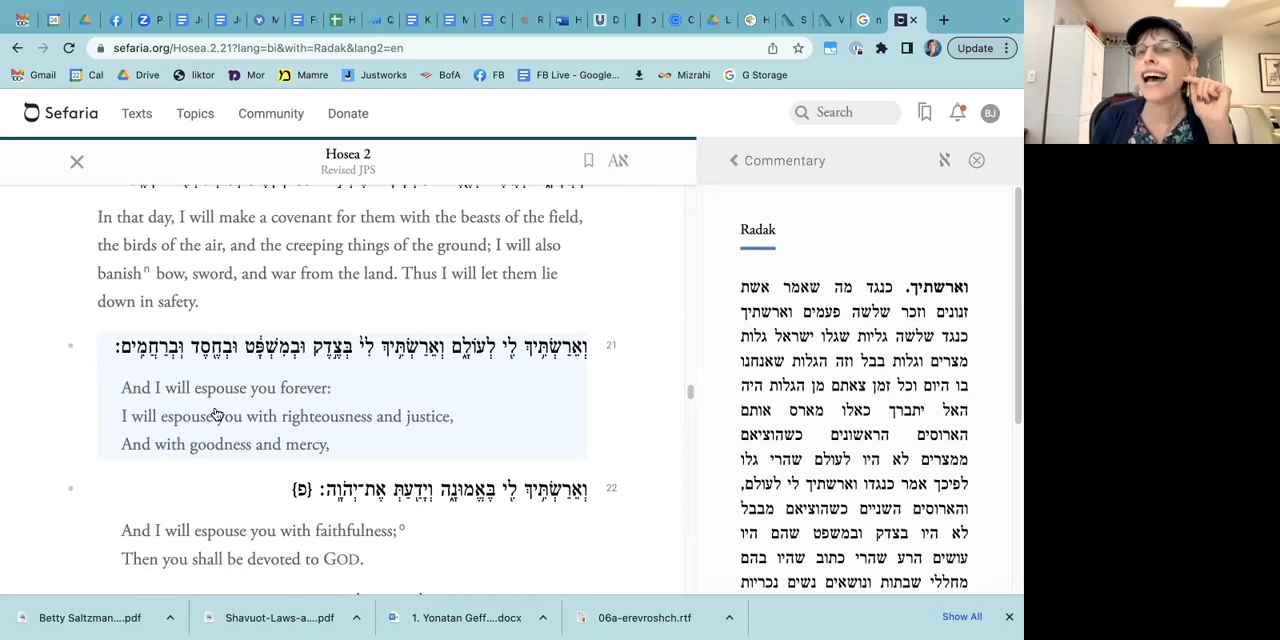 sefaria.org/Hosea.2.21?lang=bi&with=Radak&lang2=en
Update
Gmail
Cal
Drive
liktor
Mor
Mamre
Justworks
BofA
FB
FB Live - Google...
Mizrahi
G Storage
Sefaria
Texts
Topics
Community
Donate
Search
BJ
Hosea 2
Revised JPS
In that day, I will make a covenant for them with the beasts of the field,
the birds of the air, and the creeping things of the ground; I will also
banish n bow, sword, and war from the land. Thus I will let them lie
down in safety.
21
וְאֵרַשְׂתִּ֥יךְ לִ֖י לְעוֹלָ֑ם וְאֵרַשְׂתִּ֥יךְ לִי֙ בְּצֶ֣דֶק וּבְמִשְׁפָּ֔ט וּבְחֶ֖סֶד וּֽבְרַחֲמִֽים׃
And I will espouse you forever:
I will espouse you with righteousness and justice,
And with goodness and mercy,
22
וְאֵרַשְׂתִּ֥יךְ לִ֖י בֶּאֱמוּנָ֑ה וְיָדַ֖עַתְּ אֶת־יְהֹוָֽה׃ {פ}
And I will espouse you with faithfulness; o
Then you shall be devoted to GOD.
Commentary
Radak
וארשתיך. כנגד מה שאמר אשת
זנונים וזכר שלשה פעמים וארשתיך
כנגד שלשה גליות שגלו ישראל גלות
מצרים וגלות בבל וזה הגלות שאנחנו
בו היום וכל זמן צאתם מן הגלות היה
האל יתברך כאלו מארס אותם
הארוסים הראשונים כשהוציאם
ממצרים לא היו לעולם שהרי גלו
לפיכך אמר כנגדו וארשתיך לי לעולם,
והארוסים השניים כשהוציאם מבבל
לא היו בצדק ובמשפט שהם היו
עושים הרע שהרי כתוב שהיו בהם
מחללי שבתות ונושאים נשים נכריות
Betty Saltzman....pdf
Shavuot-Laws-a....pdf
1. Yonatan Geff....docx
06a-erevroshch.rtf
Show All